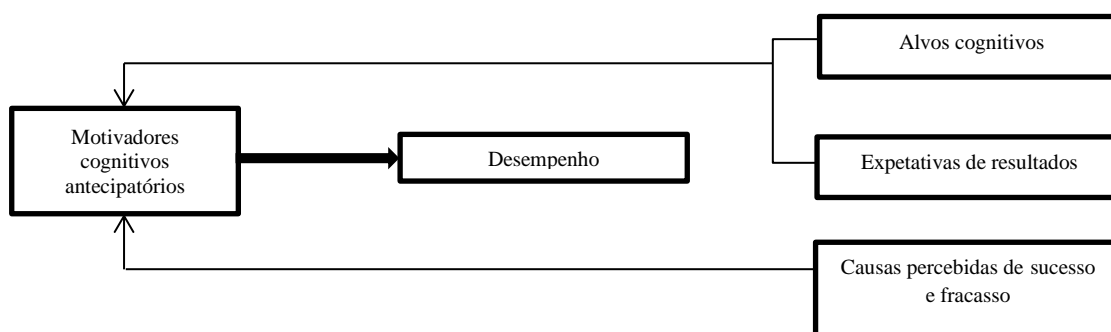 Alvos cognitivos
Motivadores
cognitivos
antecipatórios
Desempenho
Expetativas de resultados
Causas percebidas de sucesso
e fracasso